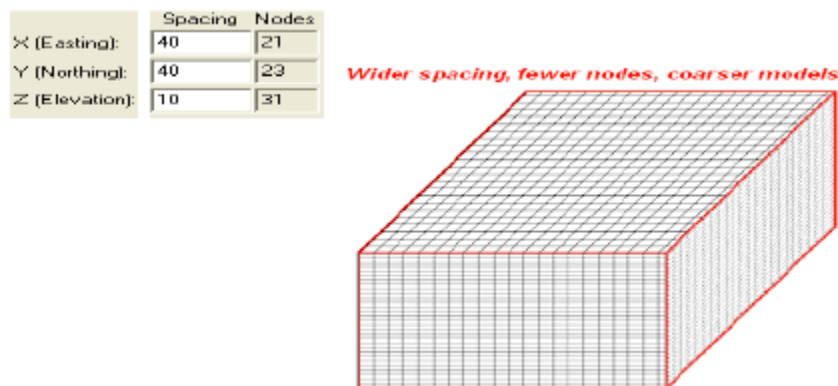 Spacing Nodes
X (Easting): 40 21
Y (Northing): 40 23
Z (Elevation): 10 31
Wider spacing, fewer nodes, coarser models